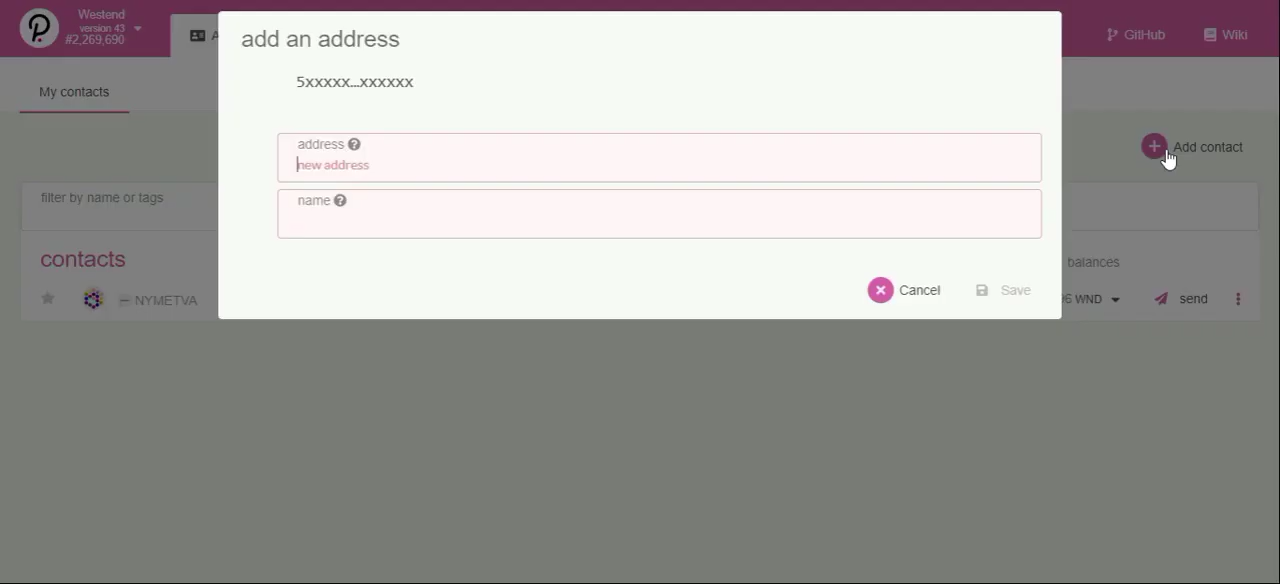 Westend
version 43
#2,269,690
A
GitHub
Wiki
My contacts
add an address
5xxxxx...xxxxxx
address
new address
name
Cancel
Save
Add contact
filter by name or tags
contacts
balances
NYMETVA
WND
send